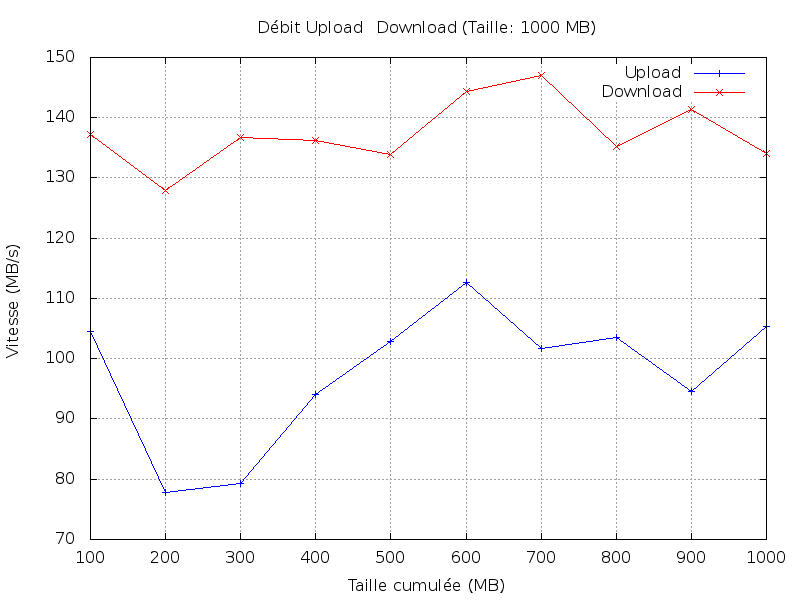 Débit Upload  Download (Taille: 1000 MB)
150
140
130
120
110
100
90
80
70
Upload
Download
Vitesse (MB/s)
100 200 300 400 500 600 700 800 900 1000
Taille cumulée (MB)